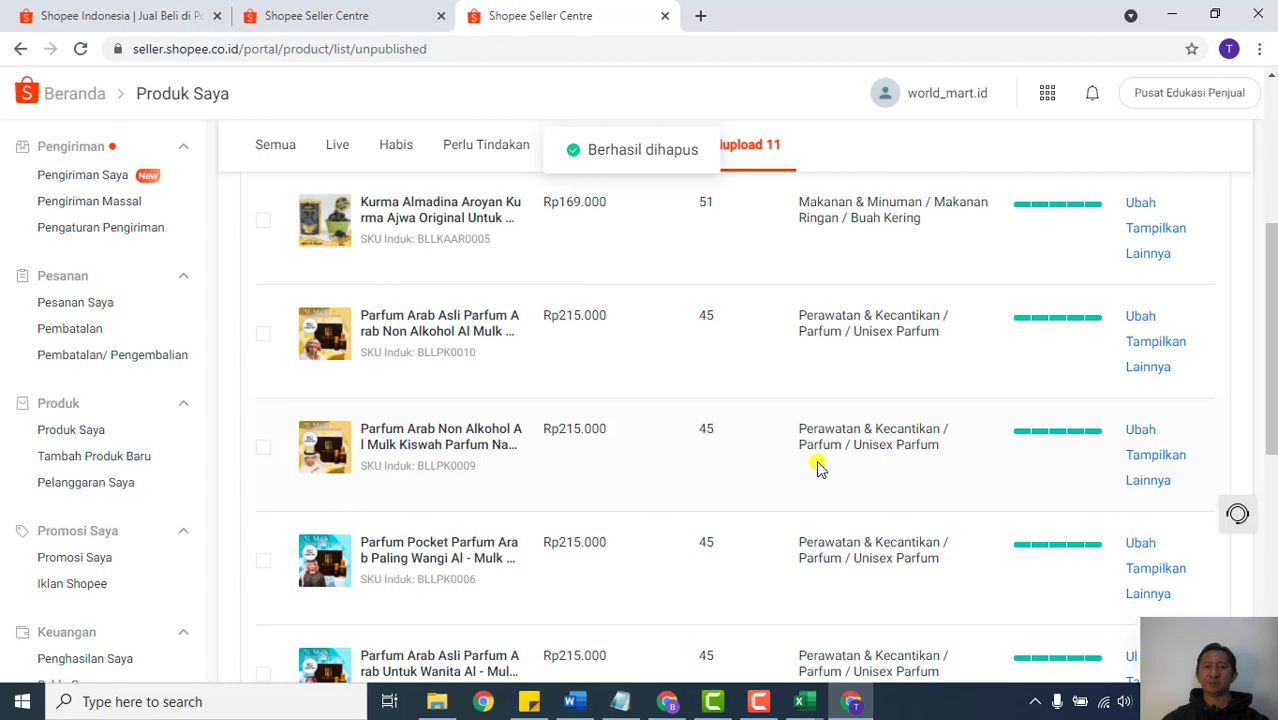 Shopee Indonesia | Jual Beli di Po
Shopee Seller Centre
Shopee Seller Centre
seller.shopee.co.id/portal/product/list/unpublished
T
Beranda > Produk Saya
world_mart.id
Pusat Edukasi Penjual
Pengiriman
Pengiriman Saya New
Pengiriman Massal
Pengaturan Pengiriman
Pesanan
Pesanan Saya
Pembatalan
Pembatalan/ Pengembalian
Produk
Produk Saya
Tambah Produk Baru
Pelanggaran Saya
Promosi Saya
Promosi Saya
Iklan Shopee
Keuangan
Penghasilan Saya
Semua
Live
Habis
Perlu Tindakan
Berhasil dihapus
iupload 11
Kurma Almadina Aroyan Ku
rma Ajwa Original Untuk ...
SKU Induk: BLLKAAR0005
Rp169.000
51
Makanan & Minuman / Makanan
Ringan / Buah Kering
Ubah
Tampilkan
Lainnya
Parfum Arab Asli Parfum A
rab Non Alkohol Al Mulk ...
SKU Induk: BLLPK0010
Rp215.000
45
Perawatan & Kecantikan /
Parfum / Unisex Parfum
Ubah
Tampilkan
Lainnya
Parfum Arab Non Alkohol A
l Mulk Kiswah Parfum Na...
SKU Induk: BLLPK0009
Rp215.000
45
Perawatan & Kecantikan /
Parfum / Unisex Parfum
Ubah
Tampilkan
Lainnya
Parfum Pocket Parfum Ara
b Paling Wangi Al - Mulk ...
SKU Induk: BLLPK0006
Rp215.000
45
Perawatan & Kecantikan /
Parfum / Unisex Parfum
Ubah
Tampilkan
Lainnya
Parfum Arab Asli Parfum A
rab Untuk Wanita Al - Mul...
Rp215.000
45
Perawatan & Kecantikan /
Parfum / Unisex Parfum
Type here to search